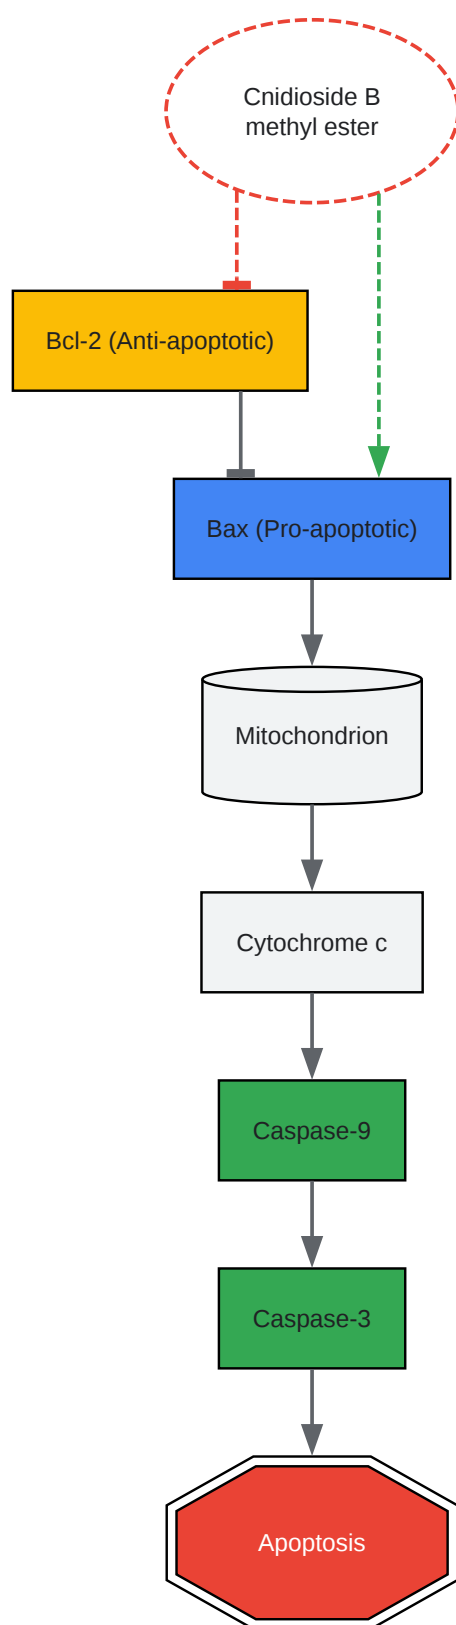 Cnidioside B
methyl ester
Bcl-2 (Anti-apoptotic)
Bax (Pro-apoptotic)
Mitochondrion
Cytochrome c
Caspase-9
Caspase-3
Apoptosis